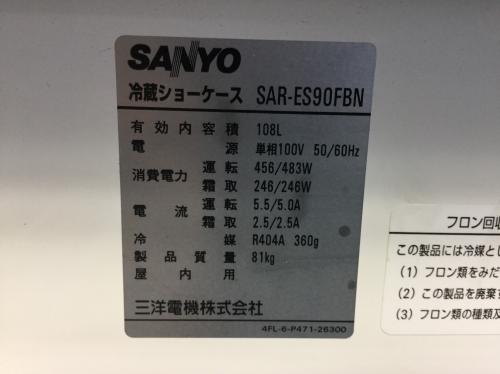 SANYO
冷蔵ショーケース SAR-ES90FBN
有効内容積 108L
電源 単相100V 50/60Hz
消費電力 運転 456/483W
霜取 246/246W
電流 運転 5.5/5.0A
霜取 2.5/2.5A
冷媒 R404A 360g
製品質量 81kg
屋内用
三洋電機株式会社
4FL-6-P471-26300
フロン回収
この製品には冷媒とし
(1) フロン類をみだ
(2) この製品を廃棄す
(3) フロン類の種類及